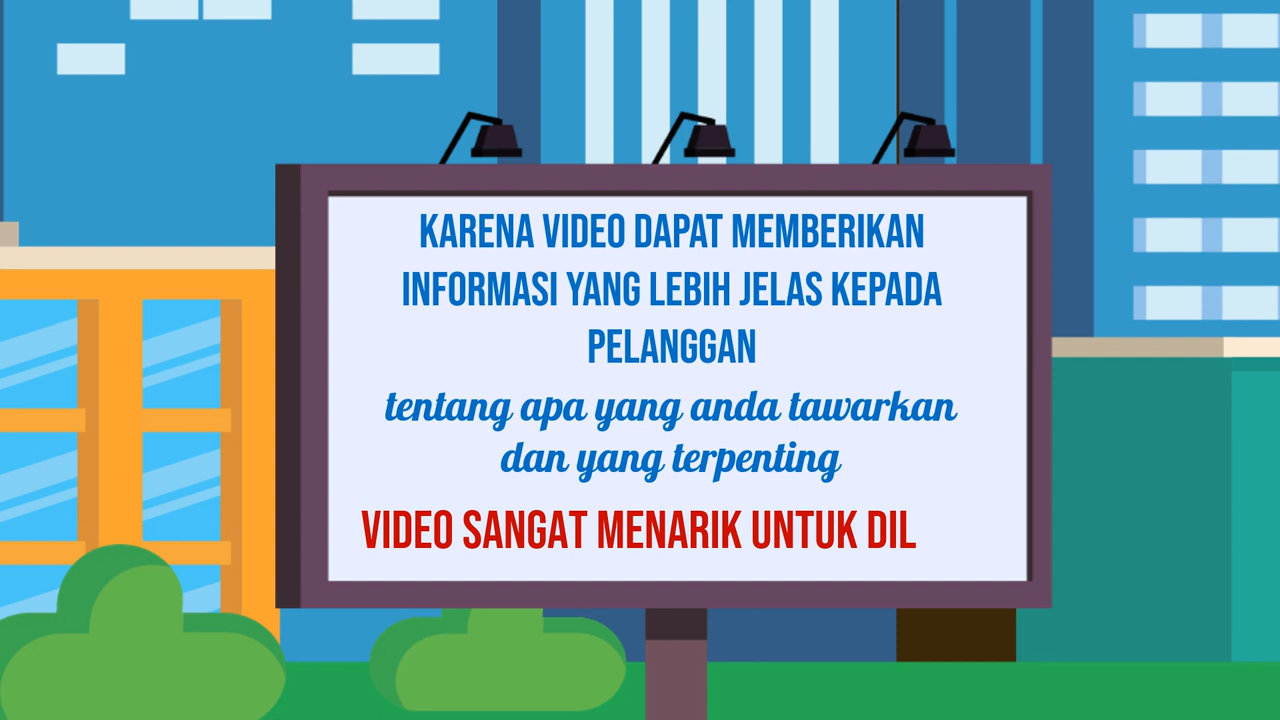 KARENA VIDEO DAPAT MEMBERIKAN
INFORMASI YANG LEBIH JELAS KEPADA
PELANGGAN
tentang apa yang anda tawarkan
dan yang terpenting
VIDEO SANGAT MENARIK UNTUK DIL